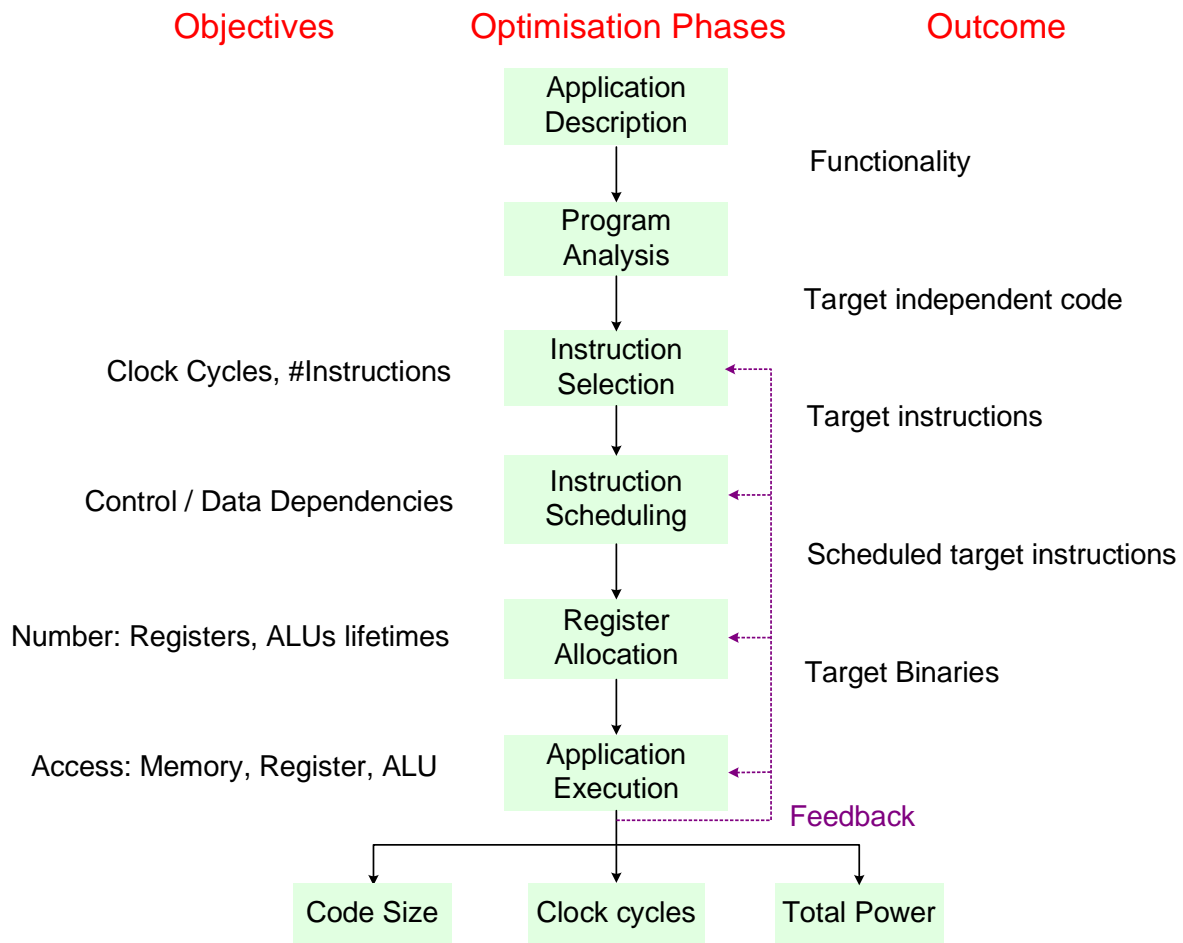 Objectives
Optimisation Phases
Outcome
Application
Description
Functionality
Program
Analysis
Target independent code
Instruction
Selection
Clock Cycles, #Instructions
Target instructions
Instruction
Scheduling
Control / Data Dependencies
Scheduled target instructions
Register
Allocation
Number: Registers, ALUs lifetimes
Target Binaries
Application
Execution
Access: Memory, Register, ALU
Feedback
Code Size
Clock cycles
Total Power